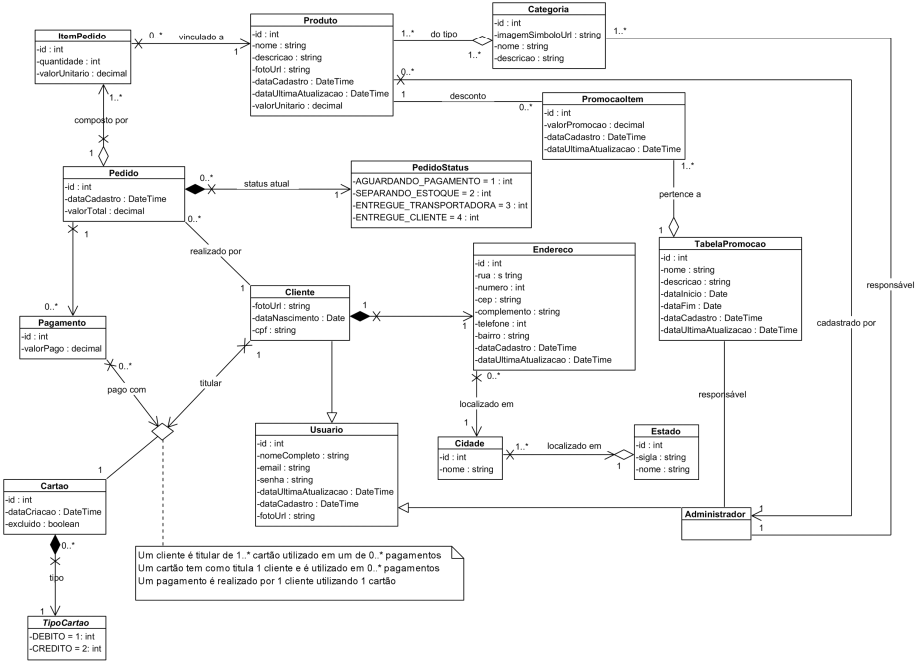 Categoria
-id : int
-imagemSimboloUrl : string
-nome : string
-descricao : string
Produto
-id : int
-nome : string
-descricao : string
-fotoUrl : string
-dataCadastro : DateTime
-dataUltimaAtualizacao : DateTime
-valorUnitario : decimal
ItemPedido
-id : int
-quantidade : int
-valorUnitario : decimal
0..*
vinculado a
1
1..*
do tipo
1..*
1..*
0..*
1
desconto
0..*
PromocaoItem
-id : int
-valorPromocao : decimal
-dataCadastro : DateTime
-dataUltimaAtualizacao : DateTime
1..*
composto por
1
Pedido
-id : int
-dataCadastro : DateTime
-valorTotal : decimal
0..*
status atual
1
PedidoStatus
-AGUARDANDO_PAGAMENTO = 1 : int
-SEPARANDO_ESTOQUE = 2 : int
-ENTREGUE_TRANSPORTADORA = 3 : int
-ENTREGUE_CLIENTE = 4 : int
1..*
pertence a
1
TabelaPromocao
-id : int
-nome : string
-descricao : string
-dataInicio : Date
-dataFim : Date
-dataCadastro : DateTime
-dataUltimaAtualizacao : DateTime
0..*
realizado por
1
1
0..*
Endereco
-id : int
-rua : s tring
-numero : int
-cep : string
-complemento : string
-telefone : int
-bairro : string
-dataCadastro : DateTime
-dataUltimaAtualizacao : DateTime
responsável
cadastrado por
Cliente
-fotoUrl : string
-dataNascimento : Date
-cpf : string
1
1
Pagamento
-id : int
-valorPago : decimal
0..*
pago com
1
titular
0..*
localizado em
1
responsável
Usuario
-id : int
-nomeCompleto : string
-email : string
-senha : string
-dataUltimaAtualizacao : DateTime
-dataCadastro : DateTime
-fotoUrl : string
Cidade
-id : int
-nome : string
1..*
localizado em
1
Estado
-id : int
-sigla : string
-nome : string
1
Cartao
-id : int
-dataCriacao : DateTime
-excluido : boolean
Administrador
1
1
0..*
tipo
1
Um cliente é titular de 1..* cartão utilizado em um de 0..* pagamentos
Um cartão tem como titula 1 cliente e é utilizado em 0..* pagamentos
Um pagamento é realizado por 1 cliente utilizando 1 cartão
TipoCartao
-DEBITO = 1: int
-CREDITO = 2: int